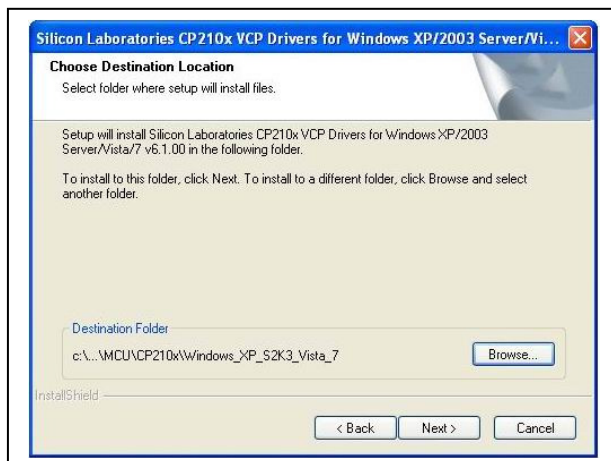 Silicon Laboratories CP210x VCP Drivers for Windows XP/2003 Server/Vi...
Choose Destination Location
Select folder where setup will install files.
Setup will install Silicon Laboratories CP210x VCP Drivers for Windows XP/2003
Server/Vista/7 v6.1.00 in the following folder.
To install to this folder, click Next. To install to a different folder, click Browse and select
another folder.
Destination Folder
c:\...\MCU\CP210x\Windows_XP_S2K3_Vista_7
Browse...
InstallShield
< Back
Next >
Cancel